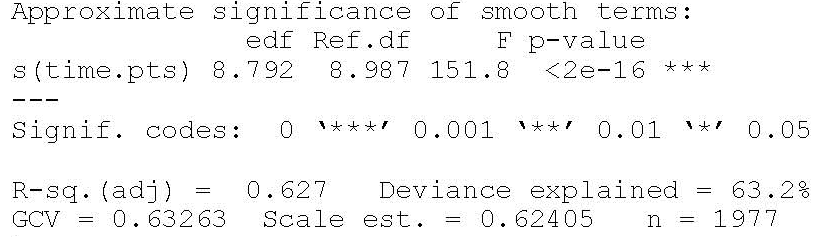 Approximate significance of smooth terms:
edf Ref.df F p-value
s(time.pts) 8.792 8.987 151.8 <2e-16 ***
---
Signif. codes: 0 ‘***’ 0.001 ‘**’ 0.01 ‘*’ 0.05
R-sq.(adj) = 0.627 Deviance explained = 63.2%
GCV = 0.63263 Scale est. = 0.62405 n = 1977